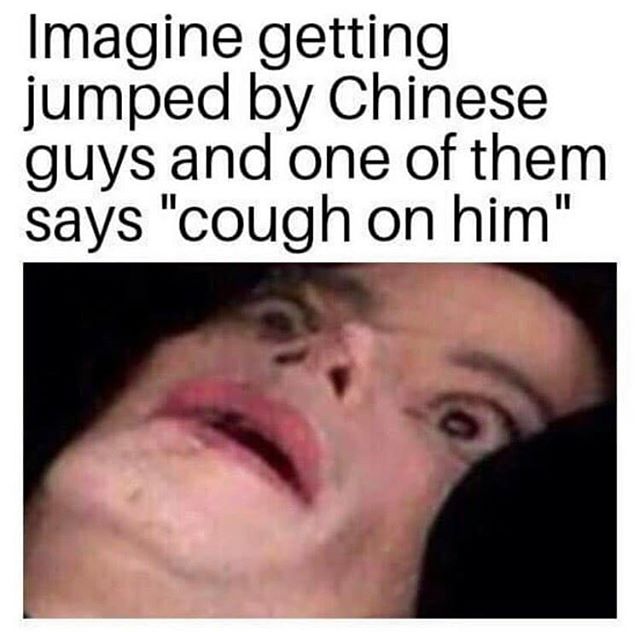 Imagine getting
jumped by Chinese
guys and one of them
says "cough on him"